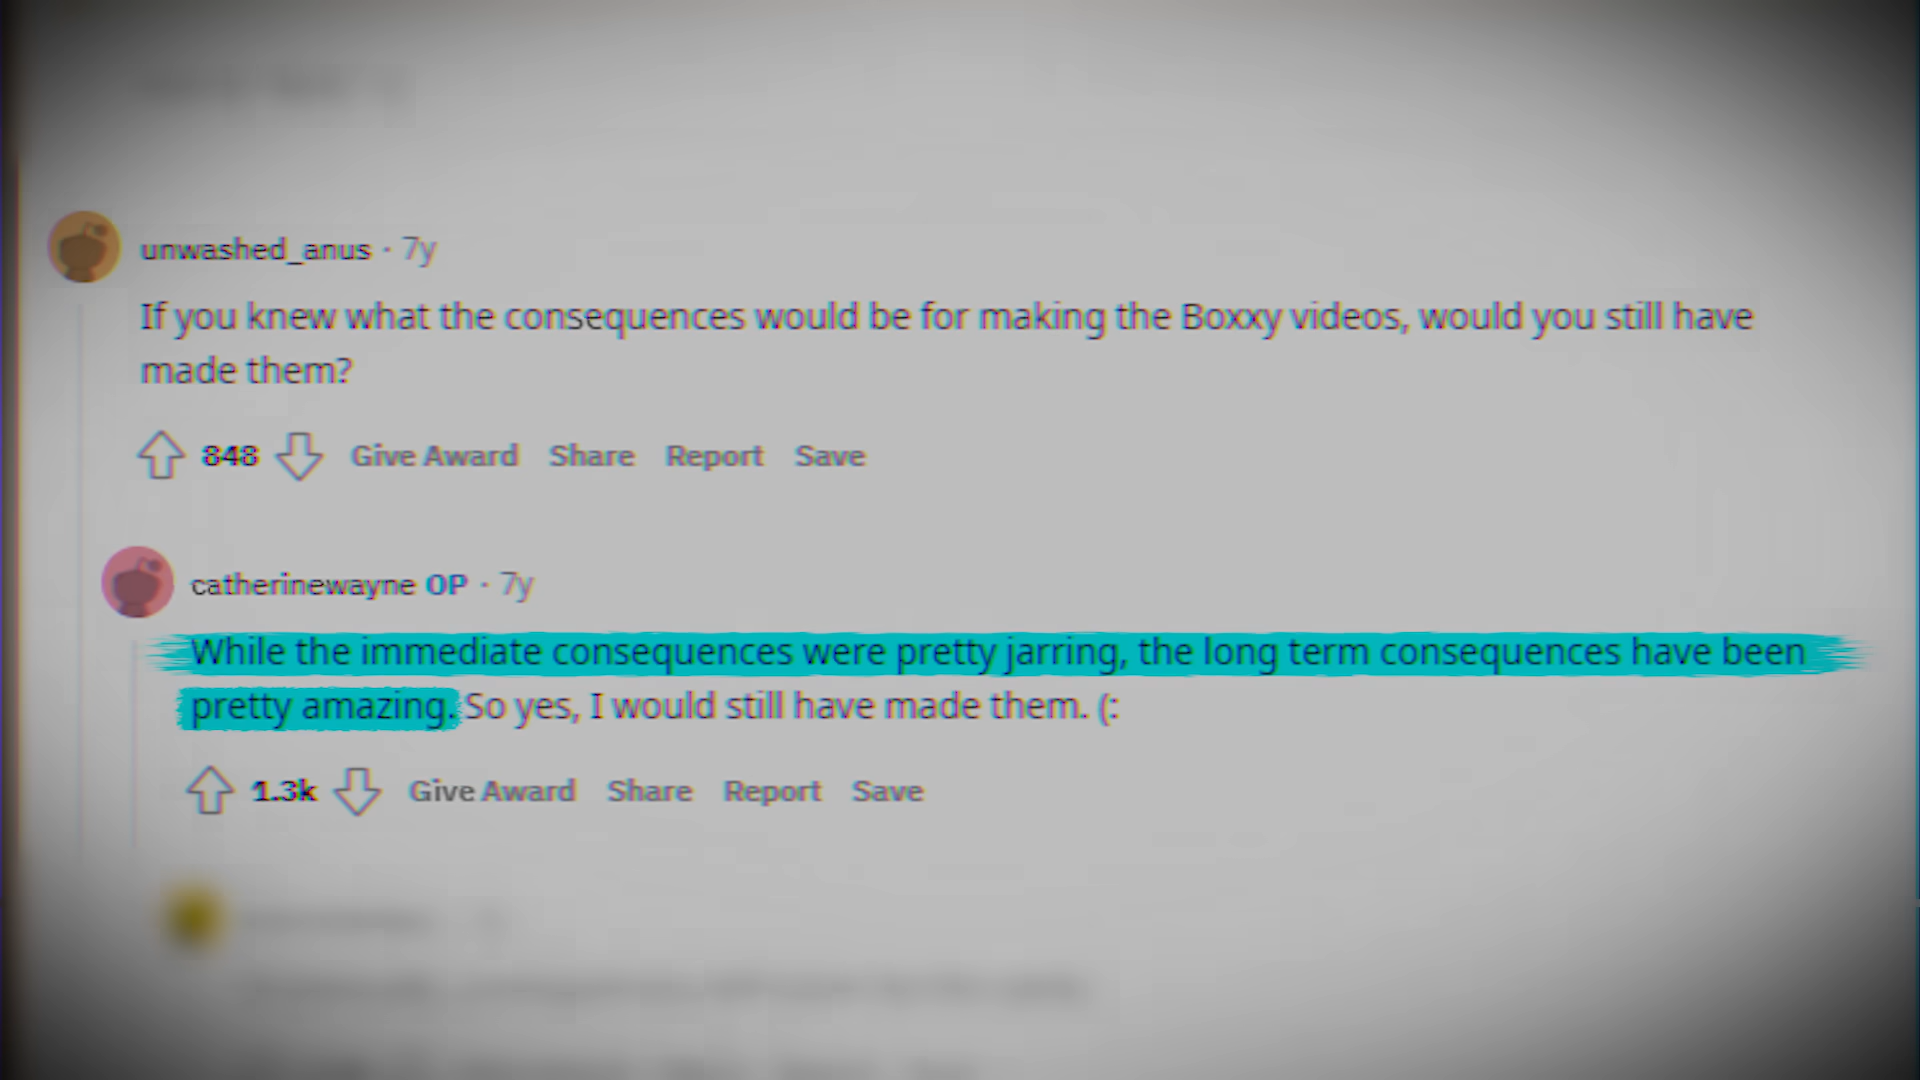 unwashed_anus · 7y
If you knew what the consequences would be for making the Boxxy videos, would you still have
made them?
848 Give Award Share Report Save
catherinewayne OP · 7y
While the immediate consequences were pretty jarring, the long term consequences have been
pretty amazing. So yes, I would still have made them. (:
1.3k Give Award Share Report Save